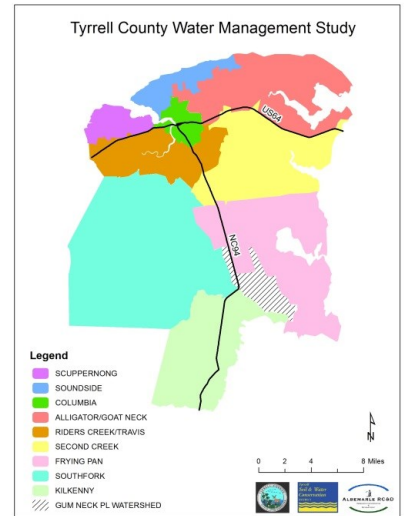 Tyrrell County Water Management Study
US64
NC94
Legend
SCUPPERNONG
SOUNDSIDE
COLUMBIA
ALLIGATOR/GOAT NECK
RIDERS CREEK/TRAVIS
SECOND CREEK
FRYING PAN
SOUTHFORK
KILKENNY
GUM NECK PL WATERSHED
N
0 2 4 8 Miles
Soil & Water
Conservation
ALBEMARLE RC&D